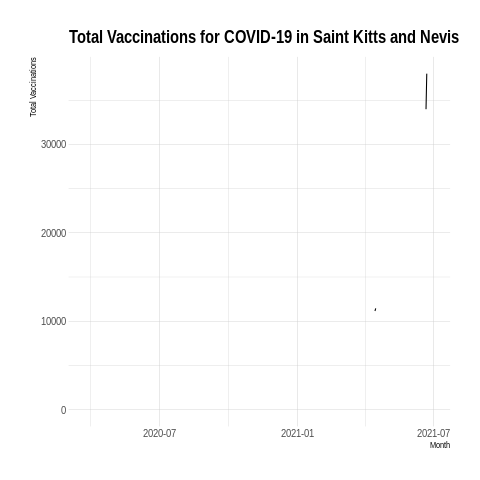 Total Vaccinations for COVID-19 in Saint Kitts and Nevis
Total Vaccinations
30000
20000
10000
0
2020-07
2021-01
2021-07
Month